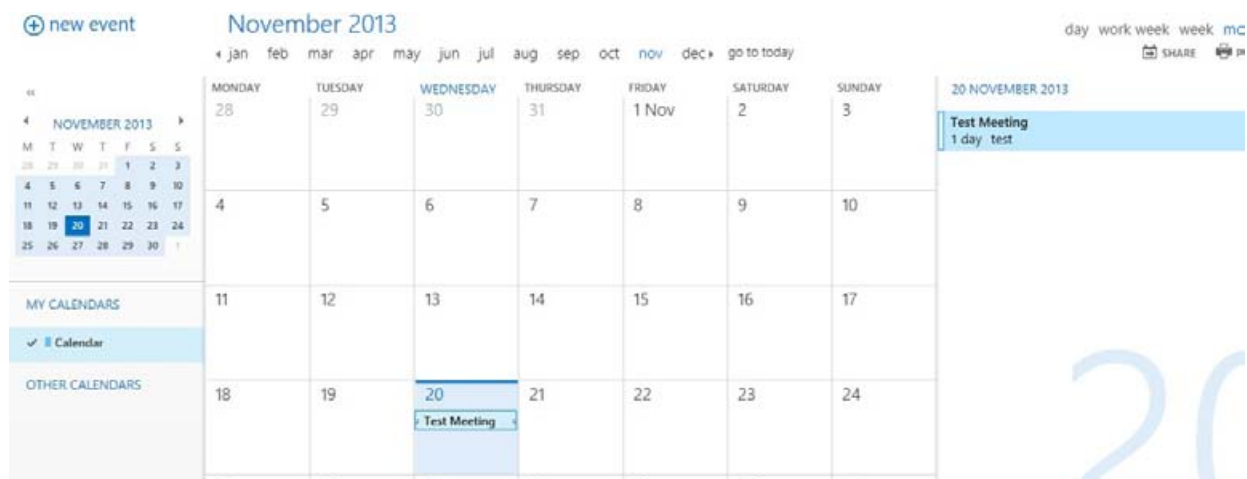 new event
November 2013
day work week week mo
jan feb mar apr may jun jul aug sep oct nov dec go to today
SHARE
«
NOVEMBER 2013
M T W T F S S
28 29 30 31 1 2 3
4 5 6 7 8 9 10
11 12 13 14 15 16 17
18 19 20 21 22 23 24
25 26 27 28 29 30 1
MY CALENDARS
Calendar
OTHER CALENDARS
MONDAY TUESDAY WEDNESDAY THURSDAY FRIDAY SATURDAY SUNDAY
28 29 30 31 1 Nov 2 3
4 5 6 7 8 9 10
11 12 13 14 15 16 17
18 19 20 21 22 23 24
Test Meeting
20 NOVEMBER 2013
Test Meeting
1 day test
20